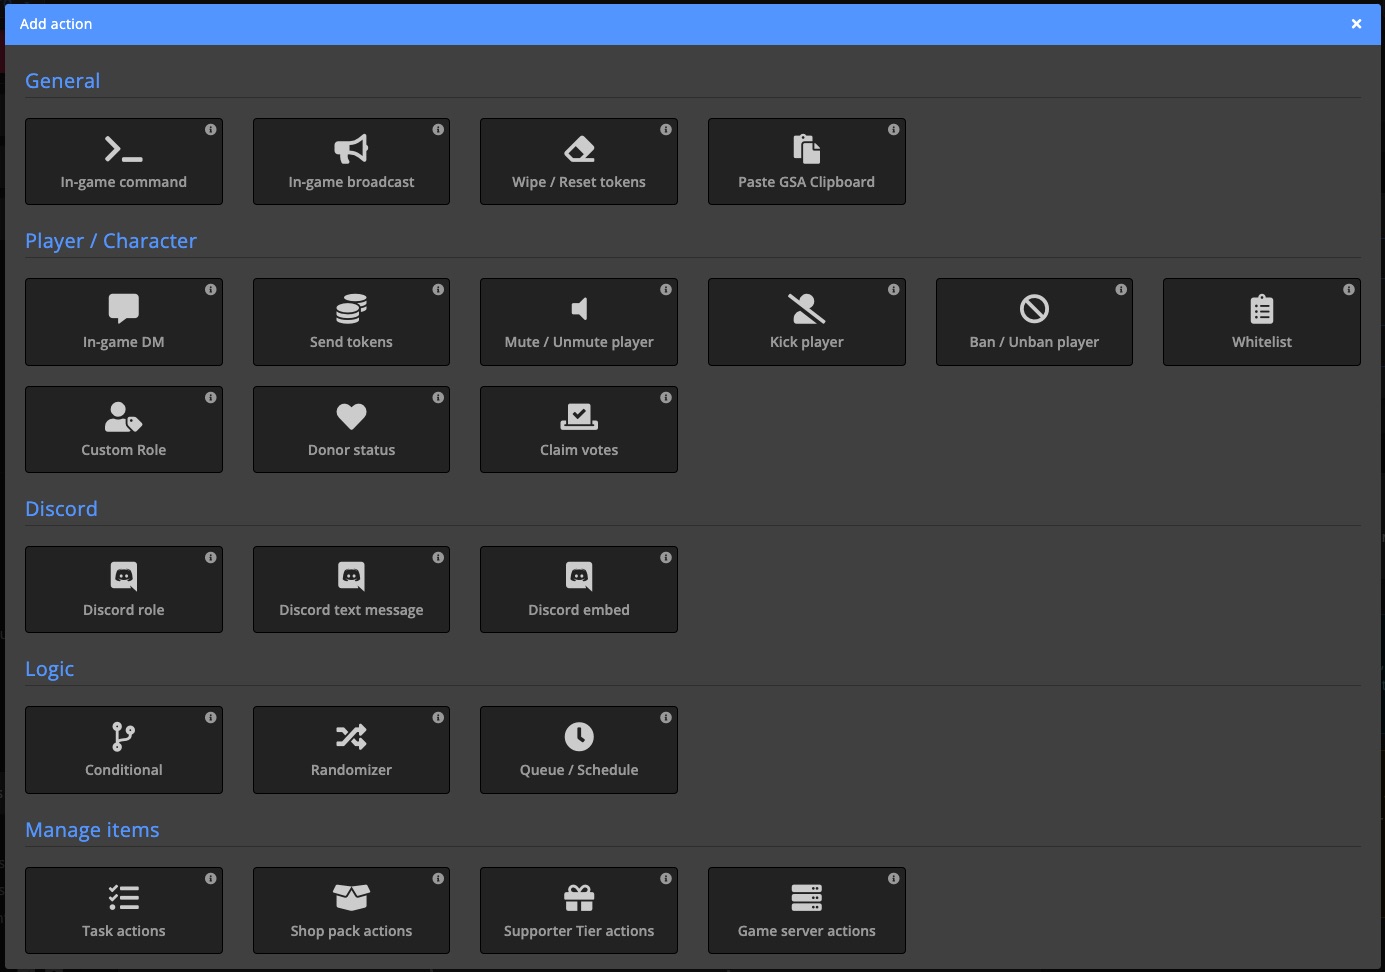 Add action
General
In-game command
In-game broadcast
Wipe / Reset tokens
Paste GSA Clipboard
Player / Character
In-game DM
Send tokens
Mute / Unmute player
Kick player
Ban / Unban player
Whitelist
Custom Role
Donor status
Claim votes
Discord
Discord role
Discord text message
Discord embed
Logic
Conditional
Randomizer
Queue / Schedule
Manage items
Task actions
Shop pack actions
Supporter Tier actions
Game server actions